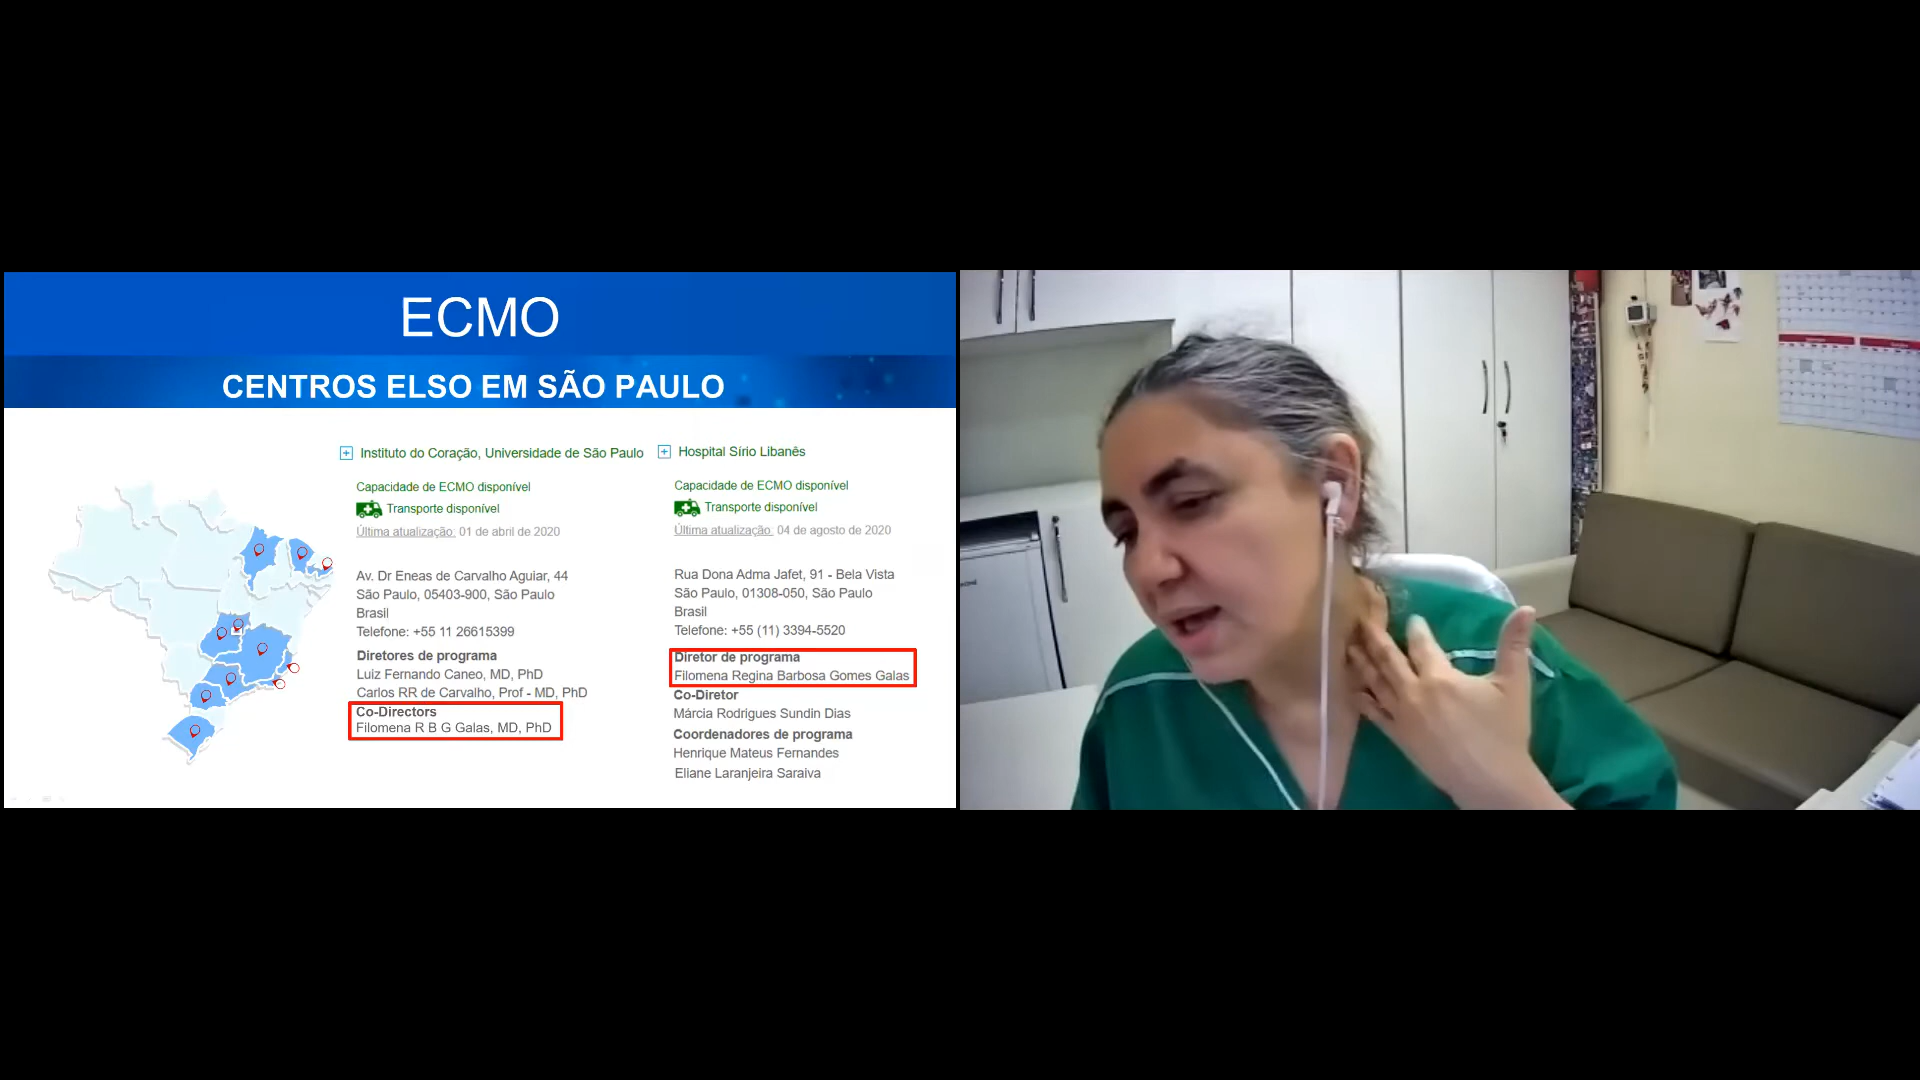 ECMO
CENTROS ELSO EM SÃO PAULO
Instituto do Coração, Universidade de São Paulo
Capacidade de ECMO disponível
Transporte disponível
Última atualização: 01 de abril de 2020
Av. Dr Eneas de Carvalho Aguiar, 44
São Paulo, 05403-900, São Paulo
Brasil
Telefone: +55 11 26615399
Diretores de programa
Luiz Fernando Caneo, MD, PhD
Carlos RR de Carvalho, Prof - MD, PhD
Co-Directors
Filomena R B G Galas, MD, PhD
Hospital Sírio Libanês
Capacidade de ECMO disponível
Transporte disponível
Última atualização: 04 de agosto de 2020
Rua Dona Adma Jafet, 91 - Bela Vista
São Paulo, 01308-050, São Paulo
Brasil
Telefone: +55 (11) 3394-5520
Diretor de programa
Filomena Regina Barbosa Gomes Galas
Co-Diretor
Márcia Rodrigues Sundin Dias
Coordenadores de programa
Henrique Mateus Fernandes
Eliane Laranjeira Saraiva